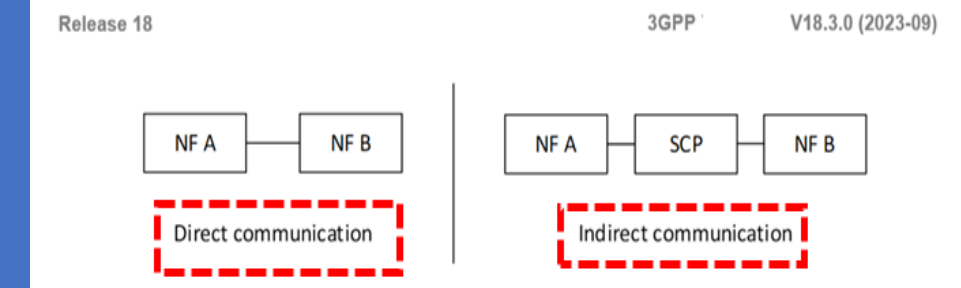 Release 18 3GPP V18.3.0 (2023-09)
NF A NF B NF A SCP NF B
Direct communication Indirect communication